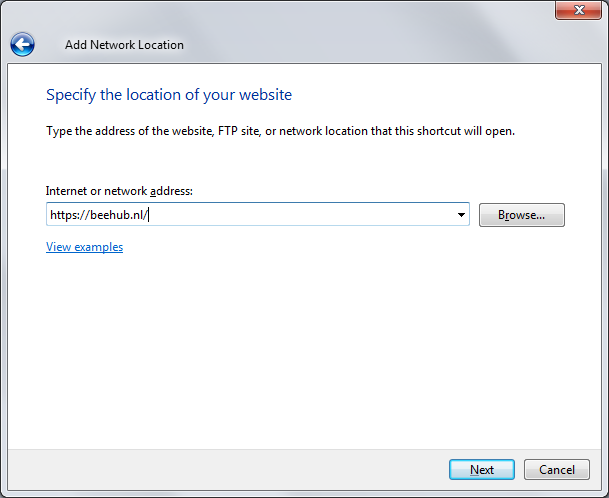 Add Network Location
Specify the location of your website
Type the address of the website, FTP site, or network location that this shortcut will open.
Internet or network address:
https://beehub.nl/
Browse...
View examples
Next
Cancel